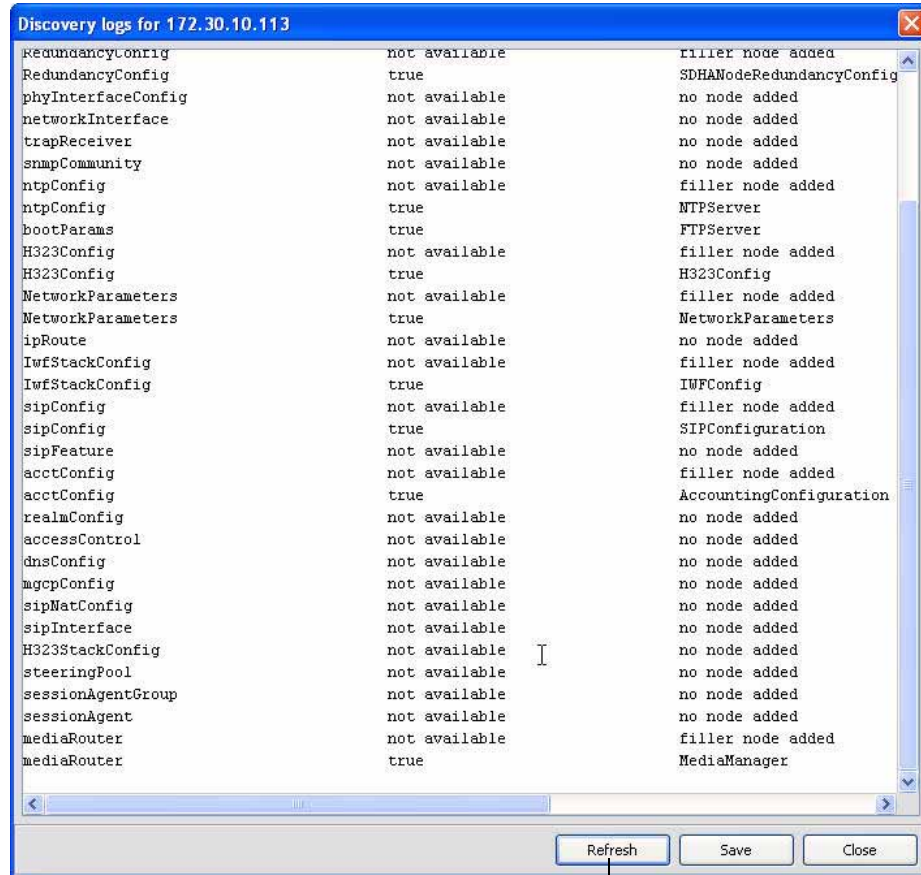 Discovery logs for 172.30.10.113
RedundancyConfig not available filler node added
RedundancyConfig true SDHANodeRedundancyConfig
phyInterfaceConfig not available no node added
networkInterface not available no node added
trapReceiver not available no node added
snmpCommunity not available no node added
ntpConfig not available filler node added
ntpConfig true NTPServer
bootParams true FTPServer
H323Config not available filler node added
H323Config true H323Config
NetworkParameters not available filler node added
NetworkParameters true NetworkParameters
ipRoute not available no node added
IwfStackConfig not available filler node added
IwfStackConfig true IWFConfig
sipConfig not available filler node added
sipConfig true SIPConfiguration
sipFeature not available no node added
acctConfig not available filler node added
acctConfig true AccountingConfiguration
realmConfig not available no node added
accessControl not available no node added
dnsConfig not available no node added
mgcpConfig not available no node added
sipNatConfig not available no node added
sipInterface not available no node added
H323StackConfig not available no node added
steeringPool not available no node added
sessionAgentGroup not available no node added
sessionAgent not available no node added
mediaRouter not available filler node added
mediaRouter true MediaManager
Refresh Save Close